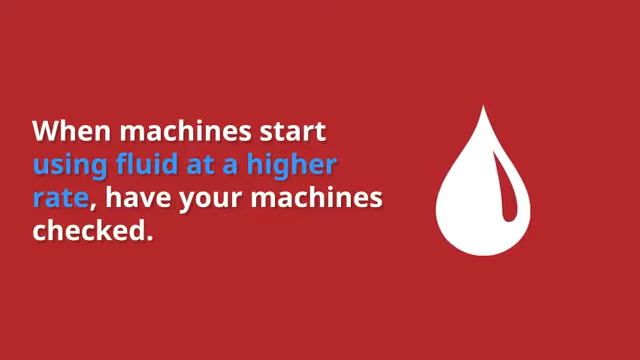 When machines start
using fluid at a higher
rate, have your machines
checked.